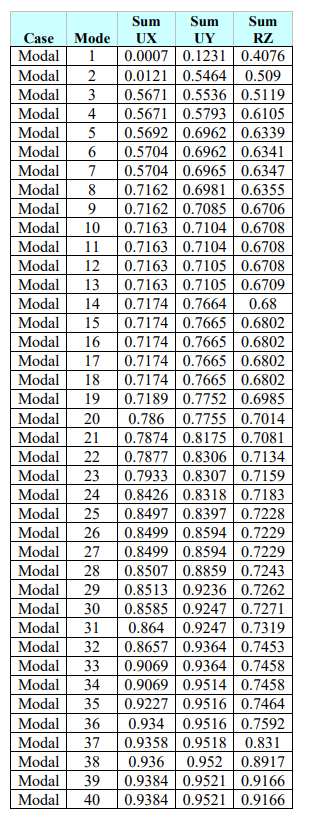 Case Mode Sum UX Sum UY Sum RZ
Modal 1 0.0007 0.1231 0.4076
Modal 2 0.0121 0.5464 0.509
Modal 3 0.5671 0.5536 0.5119
Modal 4 0.5671 0.5793 0.6105
Modal 5 0.5692 0.6962 0.6339
Modal 6 0.5704 0.6962 0.6341
Modal 7 0.5704 0.6965 0.6347
Modal 8 0.7162 0.6981 0.6355
Modal 9 0.7162 0.7085 0.6706
Modal 10 0.7163 0.7104 0.6708
Modal 11 0.7163 0.7104 0.6708
Modal 12 0.7163 0.7105 0.6708
Modal 13 0.7163 0.7105 0.6709
Modal 14 0.7174 0.7664 0.68
Modal 15 0.7174 0.7665 0.6802
Modal 16 0.7174 0.7665 0.6802
Modal 17 0.7174 0.7665 0.6802
Modal 18 0.7174 0.7665 0.6802
Modal 19 0.7189 0.7752 0.6985
Modal 20 0.786 0.7755 0.7014
Modal 21 0.7874 0.8175 0.7081
Modal 22 0.7877 0.8306 0.7134
Modal 23 0.7933 0.8307 0.7159
Modal 24 0.8426 0.8318 0.7183
Modal 25 0.8497 0.8397 0.7228
Modal 26 0.8499 0.8594 0.7229
Modal 27 0.8499 0.8594 0.7229
Modal 28 0.8507 0.8859 0.7243
Modal 29 0.8513 0.9236 0.7262
Modal 30 0.8585 0.9247 0.7271
Modal 31 0.864 0.9247 0.7319
Modal 32 0.8657 0.9364 0.7453
Modal 33 0.9069 0.9364 0.7458
Modal 34 0.9069 0.9514 0.7458
Modal 35 0.9227 0.9516 0.7464
Modal 36 0.934 0.9516 0.7592
Modal 37 0.9358 0.9518 0.831
Modal 38 0.936 0.952 0.8917
Modal 39 0.9384 0.9521 0.9166
Modal 40 0.9384 0.9521 0.9166